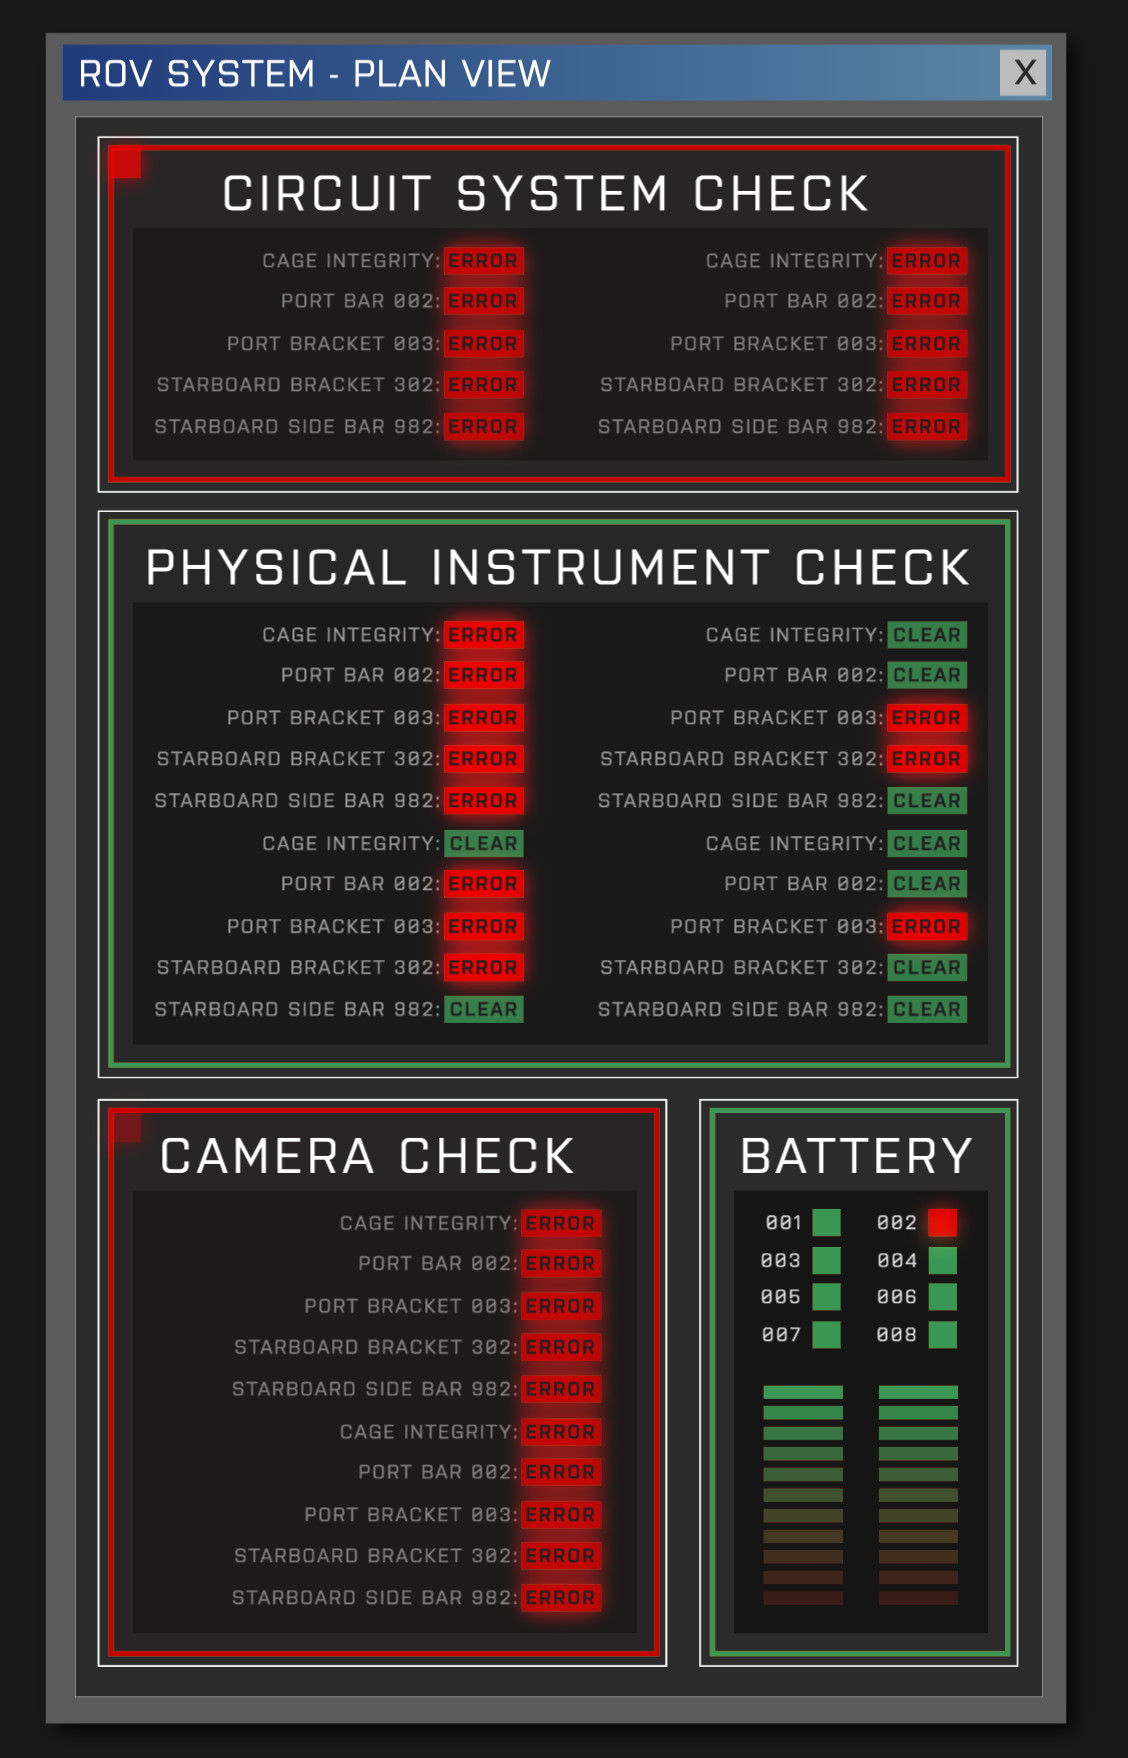 ROV SYSTEM - PLAN VIEW X
CIRCUIT SYSTEM CHECK
CAGE INTEGRITY: ERROR CAGE INTEGRITY: ERROR
PORT BAR 002: ERROR PORT BAR 002: ERROR
PORT BRACKET 003: ERROR PORT BRACKET 003: ERROR
STARBOARD BRACKET 302: ERROR STARBOARD BRACKET 302: ERROR
STARBOARD SIDE BAR 982: ERROR STARBOARD SIDE BAR 982: ERROR
PHYSICAL INSTRUMENT CHECK
CAGE INTEGRITY: ERROR CAGE INTEGRITY: CLEAR
PORT BAR 002: ERROR PORT BAR 002: CLEAR
PORT BRACKET 003: ERROR PORT BRACKET 003: ERROR
STARBOARD BRACKET 302: ERROR STARBOARD BRACKET 302: ERROR
STARBOARD SIDE BAR 982: ERROR STARBOARD SIDE BAR 982: CLEAR
CAGE INTEGRITY: CLEAR CAGE INTEGRITY: CLEAR
PORT BAR 002: ERROR PORT BAR 002: CLEAR
PORT BRACKET 003: ERROR PORT BRACKET 003: ERROR
STARBOARD BRACKET 302: ERROR STARBOARD BRACKET 302: CLEAR
STARBOARD SIDE BAR 982: CLEAR STARBOARD SIDE BAR 982: CLEAR
CAMERA CHECK
CAGE INTEGRITY: ERROR
PORT BAR 002: ERROR
PORT BRACKET 003: ERROR
STARBOARD BRACKET 302: ERROR
STARBOARD SIDE BAR 982: ERROR
CAGE INTEGRITY: ERROR
PORT BAR 002: ERROR
PORT BRACKET 003: ERROR
STARBOARD BRACKET 302: ERROR
STARBOARD SIDE BAR 982: ERROR
BATTERY
001 002
003 004
005 006
007 008